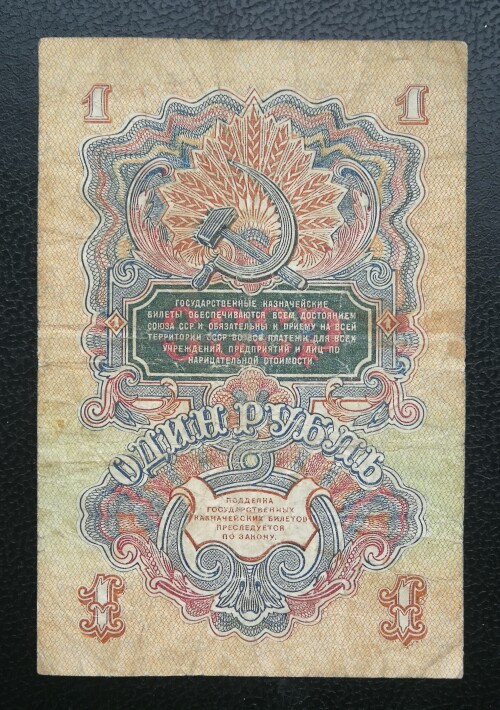 1 1
ГОСУДАРСТВЕННЫЕ КАЗНАЧЕЙСКИЕ
БИЛЕТЫ ОБЕСПЕЧИВАЮТСЯ ВСЕМ ДОСТОЯНИЕМ
СОЮЗА ССР И ОБЯЗАТЕЛЬНЫ К ПРИЕМУ НА ВСЕЙ
ТЕРРИТОРИИ СССР ВО ВСЕ ПЛАТЕЖИ ДЛЯ ВСЕХ
УЧРЕЖДЕНИЙ, ПРЕДПРИЯТИЙ И ЛИЦ ПО
НАРИЦАТЕЛЬНОЙ СТОИМОСТИ.
1 1
ОДИН РУБЛЬ
ПОДДЕЛКА
ГОСУДАРСТВЕННЫХ
КАЗНАЧЕЙСКИХ БИЛЕТОВ
ПРЕСЛЕДУЕТСЯ
ПО ЗАКОНУ.
1 1